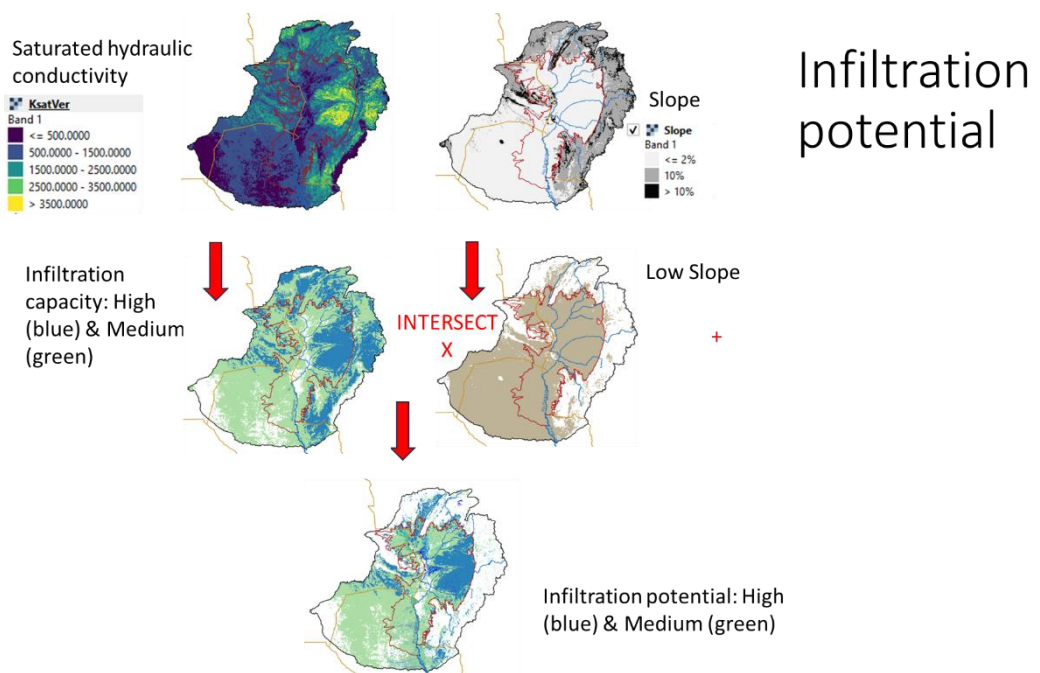 Infiltration
potential
Saturated hydraulic
conductivity
KsatVer
Band 1
<= 500.0000
500.0000 - 1500.0000
1500.0000 - 2500.0000
2500.0000 - 3500.0000
> 3500.0000
Slope
Slope
Band 1
<= 2%
10%
> 10%
Infiltration
capacity: High
(blue) & Medium
(green)
INTERSECT
X
Low Slope
+
Infiltration potential: High
(blue) & Medium (green)